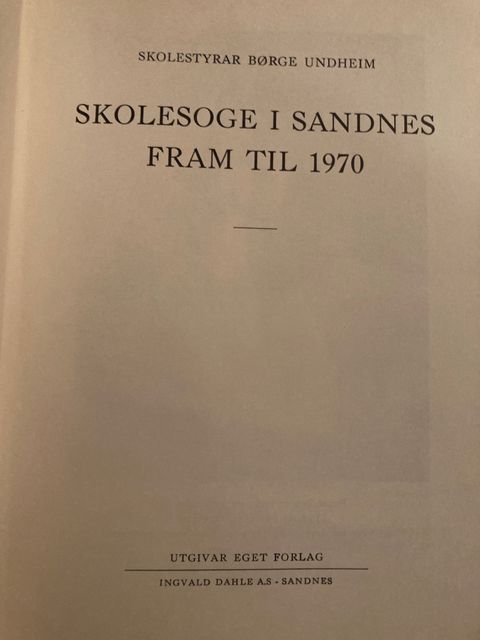 SKOLESTYRAR BØRGE UNDHEIM
SKOLESOGE I SANDNES
FRAM TIL 1970
UTGIVAR EGET FORLAG
INGVALD DAHLE A.S - SANDNES